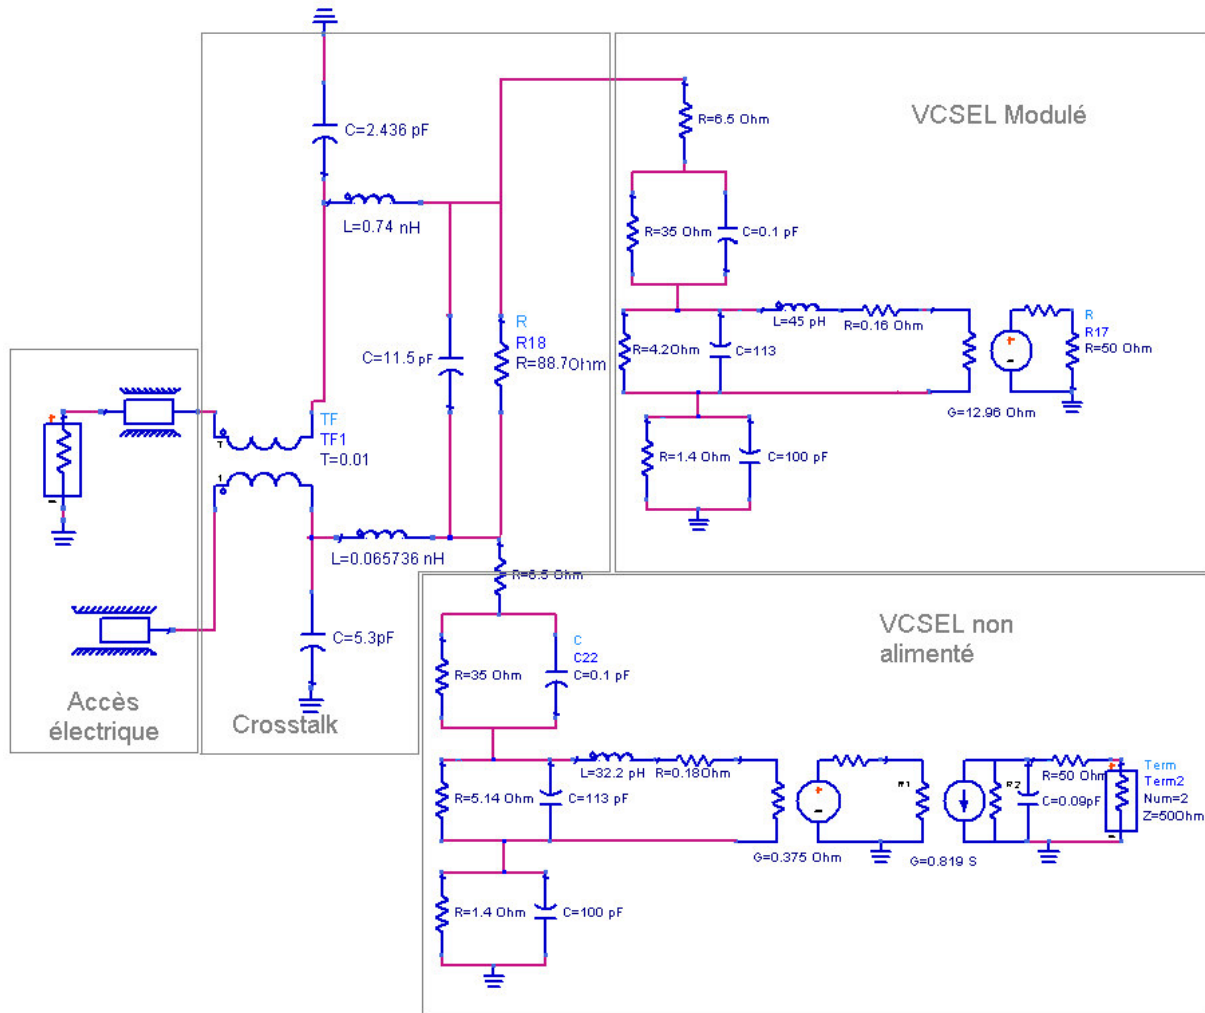 C=2.436 pF
L=0.74 nH
C=11.5 pF
R
R18
R=88.7Ohm
TF
TF1
T=0.01
T
1
L=0.065736 nH
C=5.3pF
Accès
électrique
Crosstalk
VCSEL Modulé
R=6.5 Ohm
R=35 Ohm
C=0.1 pF
L=45 pH
R=0.16 Ohm
R=4.2Ohm
C=113
G=12.96 Ohm
R
R17
R=50 Ohm
R=1.4 Ohm
C=100 pF
VCSEL non
alimenté
R=6.5 Ohm
R=35 Ohm
C
C22
C=0.1 pF
L=32.2 pH
R=0.18Ohm
R=5.14 Ohm
C=113 pF
G=0.375 Ohm
R1
G=0.819 S
R2
C=0.09pF
R=50 Ohm
Term
Term2
Num=2
Z=50Ohm
R=1.4 Ohm
C=100 pF